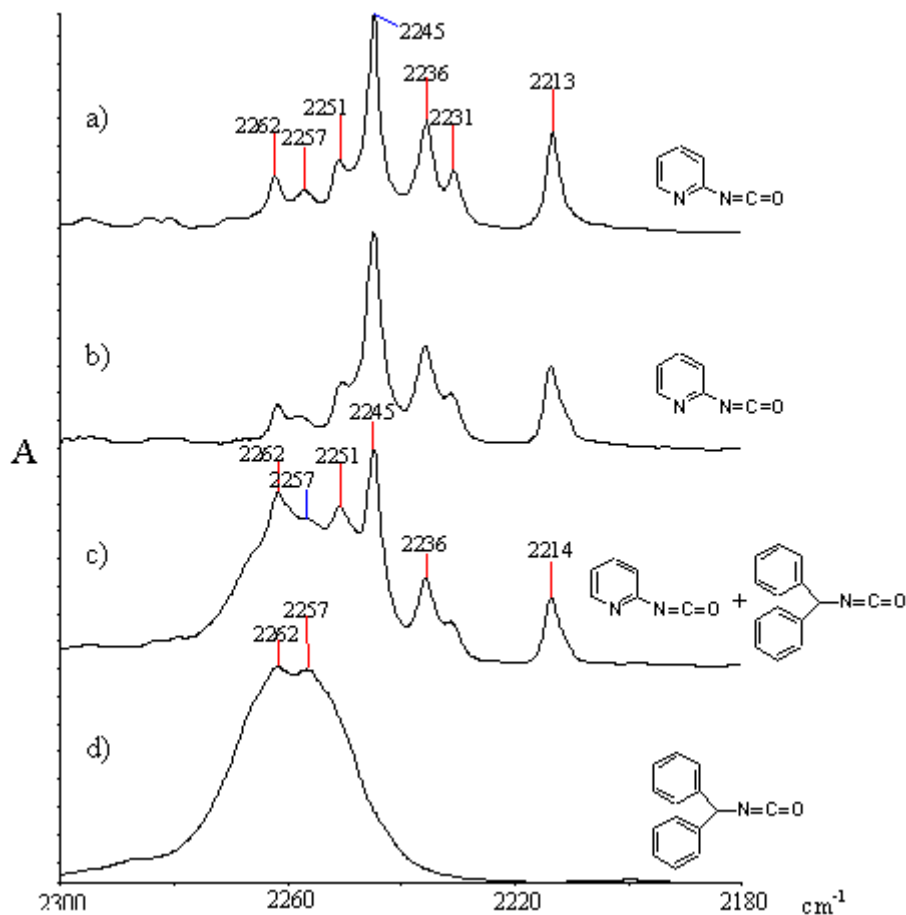 2245
2236
2213
2251
2231
a)
2262
2257
N N=C=O
b)
N N=C=O
A
2245
2262
2251
2257
2236
2214
c)
N N=C=O + N=C=O
2257
2262
d)
N=C=O
2300 2260 2220 2180 cm-1